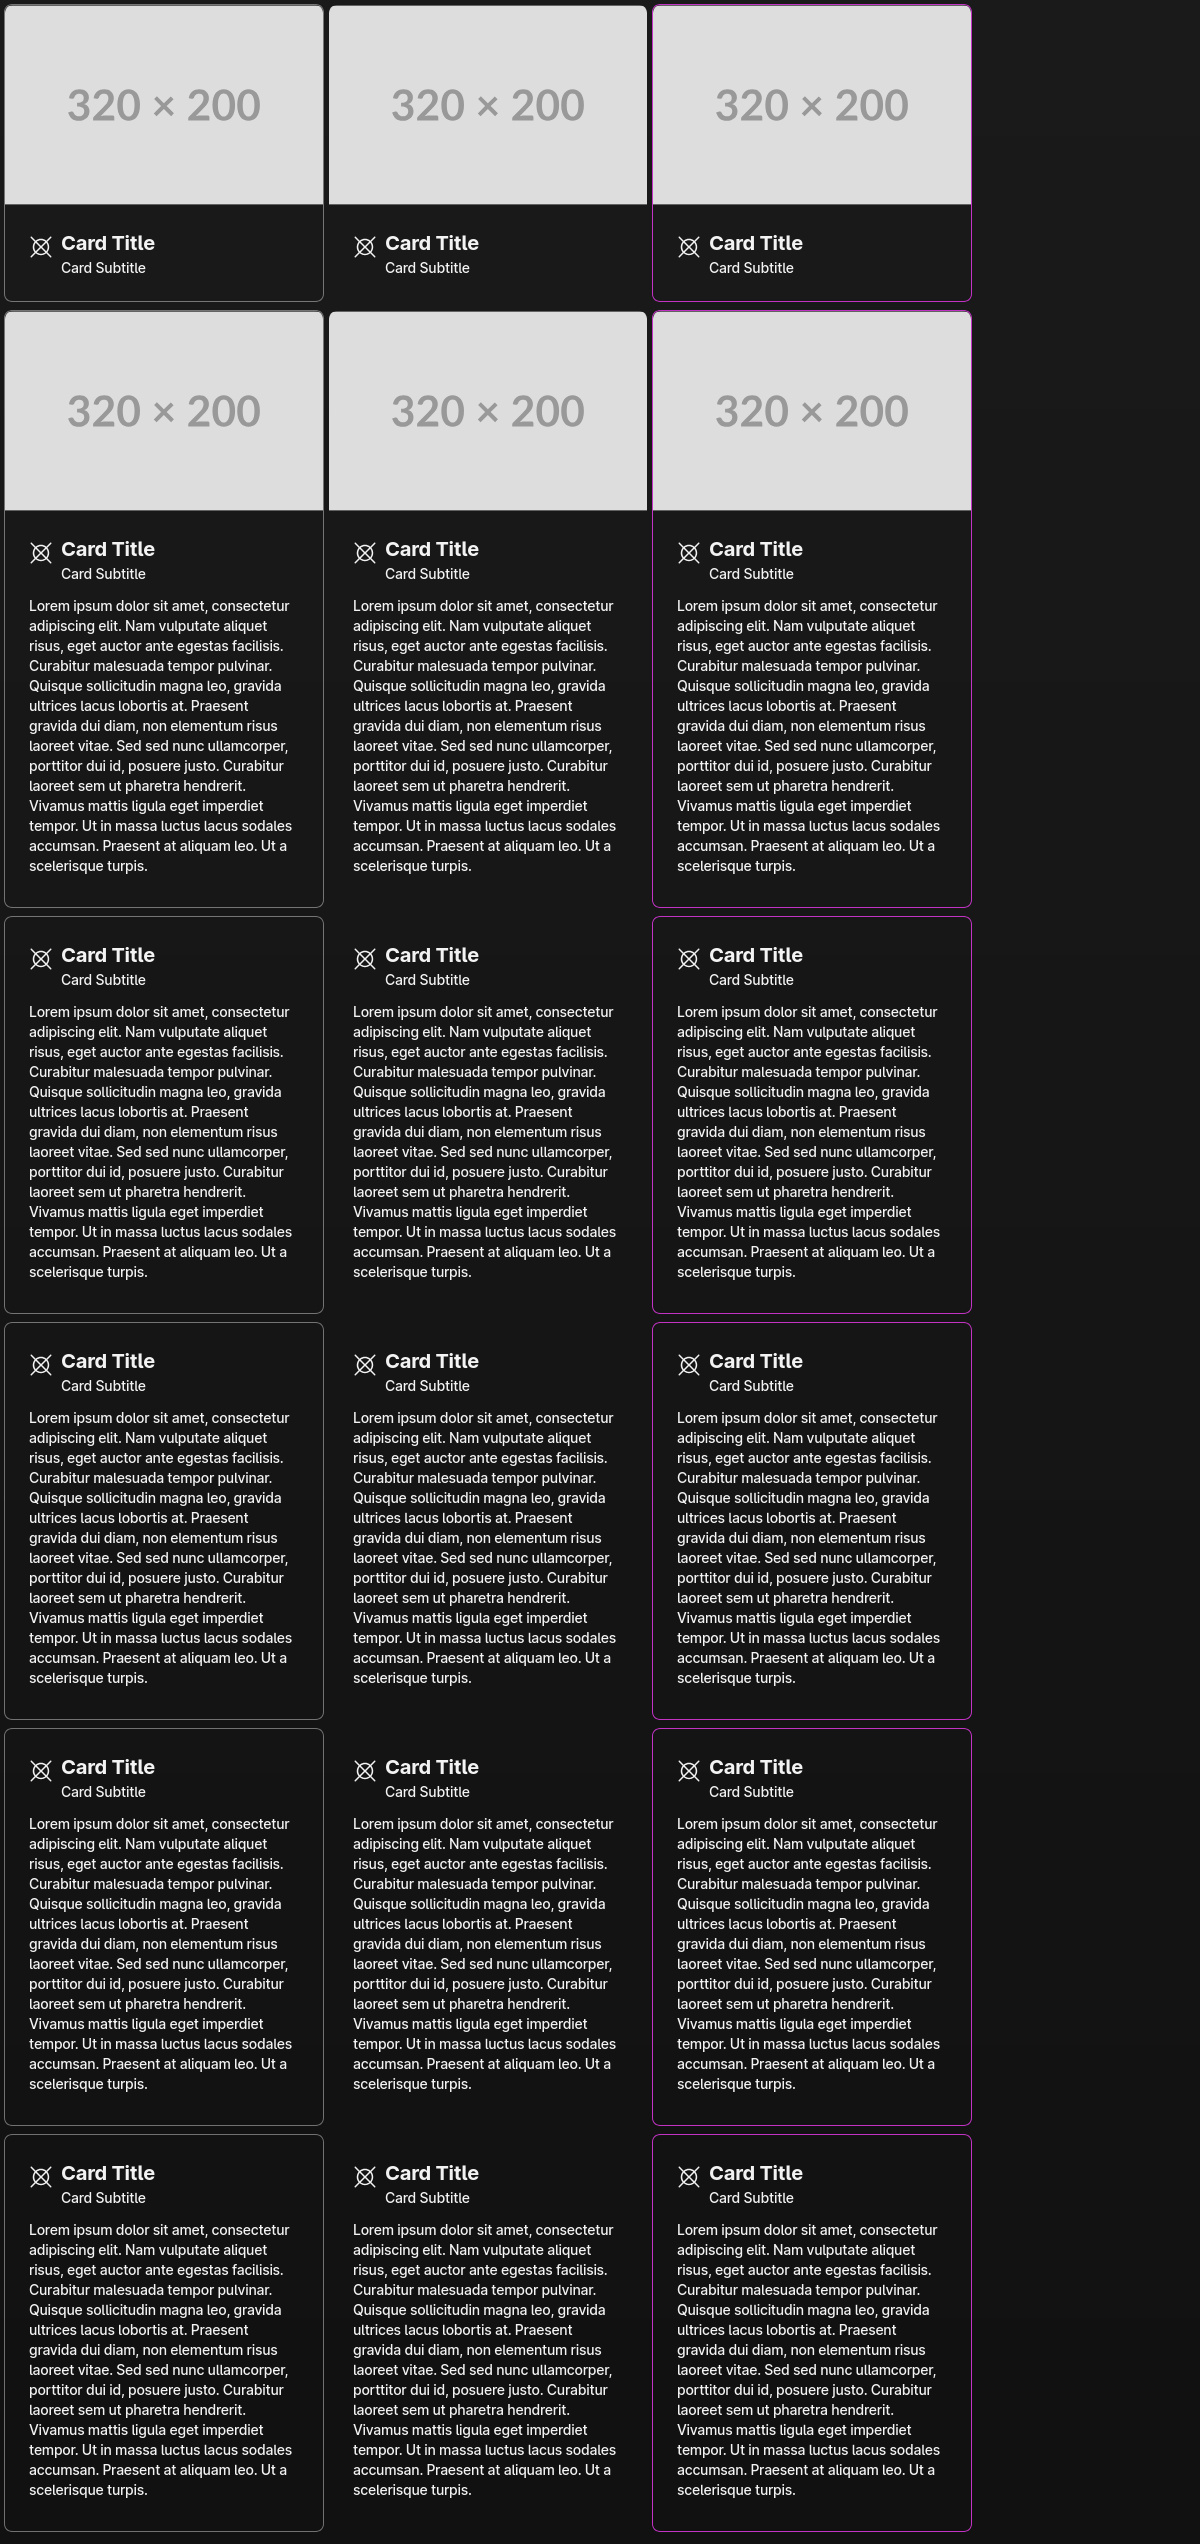 320 × 200
320 × 200
320 × 200
Card Title
Card Subtitle
Card Title
Card Subtitle
Card Title
Card Subtitle
320 × 200
320 × 200
320 × 200
Card Title
Card Subtitle
Lorem ipsum dolor sit amet, consectetur
adipiscing elit. Nam vulputate aliquet
risus, eget auctor ante egestas facilisis.
Curabitur malesuada tempor pulvinar.
Quisque sollicitudin magna leo, gravida
ultrices lacus lobortis at. Praesent
gravida dui diam, non elementum risus
laoreet vitae. Sed sed nunc ullamcorper,
porttitor dui id, posuere justo. Curabitur
laoreet sem ut pharetra hendrerit.
Vivamus mattis ligula eget imperdiet
tempor. Ut in massa luctus lacus sodales
accumsan. Praesent at aliquam leo. Ut a
scelerisque turpis.
Card Title
Card Subtitle
Lorem ipsum dolor sit amet, consectetur
adipiscing elit. Nam vulputate aliquet
risus, eget auctor ante egestas facilisis.
Curabitur malesuada tempor pulvinar.
Quisque sollicitudin magna leo, gravida
ultrices lacus lobortis at. Praesent
gravida dui diam, non elementum risus
laoreet vitae. Sed sed nunc ullamcorper,
porttitor dui id, posuere justo. Curabitur
laoreet sem ut pharetra hendrerit.
Vivamus mattis ligula eget imperdiet
tempor. Ut in massa luctus lacus sodales
accumsan. Praesent at aliquam leo. Ut a
scelerisque turpis.
Card Title
Card Subtitle
Lorem ipsum dolor sit amet, consectetur
adipiscing elit. Nam vulputate aliquet
risus, eget auctor ante egestas facilisis.
Curabitur malesuada tempor pulvinar.
Quisque sollicitudin magna leo, gravida
ultrices lacus lobortis at. Praesent
gravida dui diam, non elementum risus
laoreet vitae. Sed sed nunc ullamcorper,
porttitor dui id, posuere justo. Curabitur
laoreet sem ut pharetra hendrerit.
Vivamus mattis ligula eget imperdiet
tempor. Ut in massa luctus lacus sodales
accumsan. Praesent at aliquam leo. Ut a
scelerisque turpis.
Card Title
Card Subtitle
Lorem ipsum dolor sit amet, consectetur
adipiscing elit. Nam vulputate aliquet
risus, eget auctor ante egestas facilisis.
Curabitur malesuada tempor pulvinar.
Quisque sollicitudin magna leo, gravida
ultrices lacus lobortis at. Praesent
gravida dui diam, non elementum risus
laoreet vitae. Sed sed nunc ullamcorper,
porttitor dui id, posuere justo. Curabitur
laoreet sem ut pharetra hendrerit.
Vivamus mattis ligula eget imperdiet
tempor. Ut in massa luctus lacus sodales
accumsan. Praesent at aliquam leo. Ut a
scelerisque turpis.
Card Title
Card Subtitle
Lorem ipsum dolor sit amet, consectetur
adipiscing elit. Nam vulputate aliquet
risus, eget auctor ante egestas facilisis.
Curabitur malesuada tempor pulvinar.
Quisque sollicitudin magna leo, gravida
ultrices lacus lobortis at. Praesent
gravida dui diam, non elementum risus
laoreet vitae. Sed sed nunc ullamcorper,
porttitor dui id, posuere justo. Curabitur
laoreet sem ut pharetra hendrerit.
Vivamus mattis ligula eget imperdiet
tempor. Ut in massa luctus lacus sodales
accumsan. Praesent at aliquam leo. Ut a
scelerisque turpis.
Card Title
Card Subtitle
Lorem ipsum dolor sit amet, consectetur
adipiscing elit. Nam vulputate aliquet
risus, eget auctor ante egestas facilisis.
Curabitur malesuada tempor pulvinar.
Quisque sollicitudin magna leo, gravida
ultrices lacus lobortis at. Praesent
gravida dui diam, non elementum risus
laoreet vitae. Sed sed nunc ullamcorper,
porttitor dui id, posuere justo. Curabitur
laoreet sem ut pharetra hendrerit.
Vivamus mattis ligula eget imperdiet
tempor. Ut in massa luctus lacus sodales
accumsan. Praesent at aliquam leo. Ut a
scelerisque turpis.
Card Title
Card Subtitle
Lorem ipsum dolor sit amet, consectetur
adipiscing elit. Nam vulputate aliquet
risus, eget auctor ante egestas facilisis.
Curabitur malesuada tempor pulvinar.
Quisque sollicitudin magna leo, gravida
ultrices lacus lobortis at. Praesent
gravida dui diam, non elementum risus
laoreet vitae. Sed sed nunc ullamcorper,
porttitor dui id, posuere justo. Curabitur
laoreet sem ut pharetra hendrerit.
Vivamus mattis ligula eget imperdiet
tempor. Ut in massa luctus lacus sodales
accumsan. Praesent at aliquam leo. Ut a
scelerisque turpis.
Card Title
Card Subtitle
Lorem ipsum dolor sit amet, consectetur
adipiscing elit. Nam vulputate aliquet
risus, eget auctor ante egestas facilisis.
Curabitur malesuada tempor pulvinar.
Quisque sollicitudin magna leo, gravida
ultrices lacus lobortis at. Praesent
gravida dui diam, non elementum risus
laoreet vitae. Sed sed nunc ullamcorper,
porttitor dui id, posuere justo. Curabitur
laoreet sem ut pharetra hendrerit.
Vivamus mattis ligula eget imperdiet
tempor. Ut in massa luctus lacus sodales
accumsan. Praesent at aliquam leo. Ut a
scelerisque turpis.
Card Title
Card Subtitle
Lorem ipsum dolor sit amet, consectetur
adipiscing elit. Nam vulputate aliquet
risus, eget auctor ante egestas facilisis.
Curabitur malesuada tempor pulvinar.
Quisque sollicitudin magna leo, gravida
ultrices lacus lobortis at. Praesent
gravida dui diam, non elementum risus
laoreet vitae. Sed sed nunc ullamcorper,
porttitor dui id, posuere justo. Curabitur
laoreet sem ut pharetra hendrerit.
Vivamus mattis ligula eget imperdiet
tempor. Ut in massa luctus lacus sodales
accumsan. Praesent at aliquam leo. Ut a
scelerisque turpis.
Card Title
Card Subtitle
Lorem ipsum dolor sit amet, consectetur
adipiscing elit. Nam vulputate aliquet
risus, eget auctor ante egestas facilisis.
Curabitur malesuada tempor pulvinar.
Quisque sollicitudin magna leo, gravida
ultrices lacus lobortis at. Praesent
gravida dui diam, non elementum risus
laoreet vitae. Sed sed nunc ullamcorper,
porttitor dui id, posuere justo. Curabitur
laoreet sem ut pharetra hendrerit.
Vivamus mattis ligula eget imperdiet
tempor. Ut in massa luctus lacus sodales
accumsan. Praesent at aliquam leo. Ut a
scelerisque turpis.
Card Title
Card Subtitle
Lorem ipsum dolor sit amet, consectetur
adipiscing elit. Nam vulputate aliquet
risus, eget auctor ante egestas facilisis.
Curabitur malesuada tempor pulvinar.
Quisque sollicitudin magna leo, gravida
ultrices lacus lobortis at. Praesent
gravida dui diam, non elementum risus
laoreet vitae. Sed sed nunc ullamcorper,
porttitor dui id, posuere justo. Curabitur
laoreet sem ut pharetra hendrerit.
Vivamus mattis ligula eget imperdiet
tempor. Ut in massa luctus lacus sodales
accumsan. Praesent at aliquam leo. Ut a
scelerisque turpis.
Card Title
Card Subtitle
Lorem ipsum dolor sit amet, consectetur
adipiscing elit. Nam vulputate aliquet
risus, eget auctor ante egestas facilisis.
Curabitur malesuada tempor pulvinar.
Quisque sollicitudin magna leo, gravida
ultrices lacus lobortis at. Praesent
gravida dui diam, non elementum risus
laoreet vitae. Sed sed nunc ullamcorper,
porttitor dui id, posuere justo. Curabitur
laoreet sem ut pharetra hendrerit.
Vivamus mattis ligula eget imperdiet
tempor. Ut in massa luctus lacus sodales
accumsan. Praesent at aliquam leo. Ut a
scelerisque turpis.
Card Title
Card Subtitle
Lorem ipsum dolor sit amet, consectetur
adipiscing elit. Nam vulputate aliquet
risus, eget auctor ante egestas facilisis.
Curabitur malesuada tempor pulvinar.
Quisque sollicitudin magna leo, gravida
ultrices lacus lobortis at. Praesent
gravida dui diam, non elementum risus
laoreet vitae. Sed sed nunc ullamcorper,
porttitor dui id, posuere justo. Curabitur
laoreet sem ut pharetra hendrerit.
Vivamus mattis ligula eget imperdiet
tempor. Ut in massa luctus lacus sodales
accumsan. Praesent at aliquam leo. Ut a
scelerisque turpis.
Card Title
Card Subtitle
Lorem ipsum dolor sit amet, consectetur
adipiscing elit. Nam vulputate aliquet
risus, eget auctor ante egestas facilisis.
Curabitur malesuada tempor pulvinar.
Quisque sollicitudin magna leo, gravida
ultrices lacus lobortis at. Praesent
gravida dui diam, non elementum risus
laoreet vitae. Sed sed nunc ullamcorper,
porttitor dui id, posuere justo. Curabitur
laoreet sem ut pharetra hendrerit.
Vivamus mattis ligula eget imperdiet
tempor. Ut in massa luctus lacus sodales
accumsan. Praesent at aliquam leo. Ut a
scelerisque turpis.
Card Title
Card Subtitle
Lorem ipsum dolor sit amet, consectetur
adipiscing elit. Nam vulputate aliquet
risus, eget auctor ante egestas facilisis.
Curabitur malesuada tempor pulvinar.
Quisque sollicitudin magna leo, gravida
ultrices lacus lobortis at. Praesent
gravida dui diam, non elementum risus
laoreet vitae. Sed sed nunc ullamcorper,
porttitor dui id, posuere justo. Curabitur
laoreet sem ut pharetra hendrerit.
Vivamus mattis ligula eget imperdiet
tempor. Ut in massa luctus lacus sodales
accumsan. Praesent at aliquam leo. Ut a
scelerisque turpis.